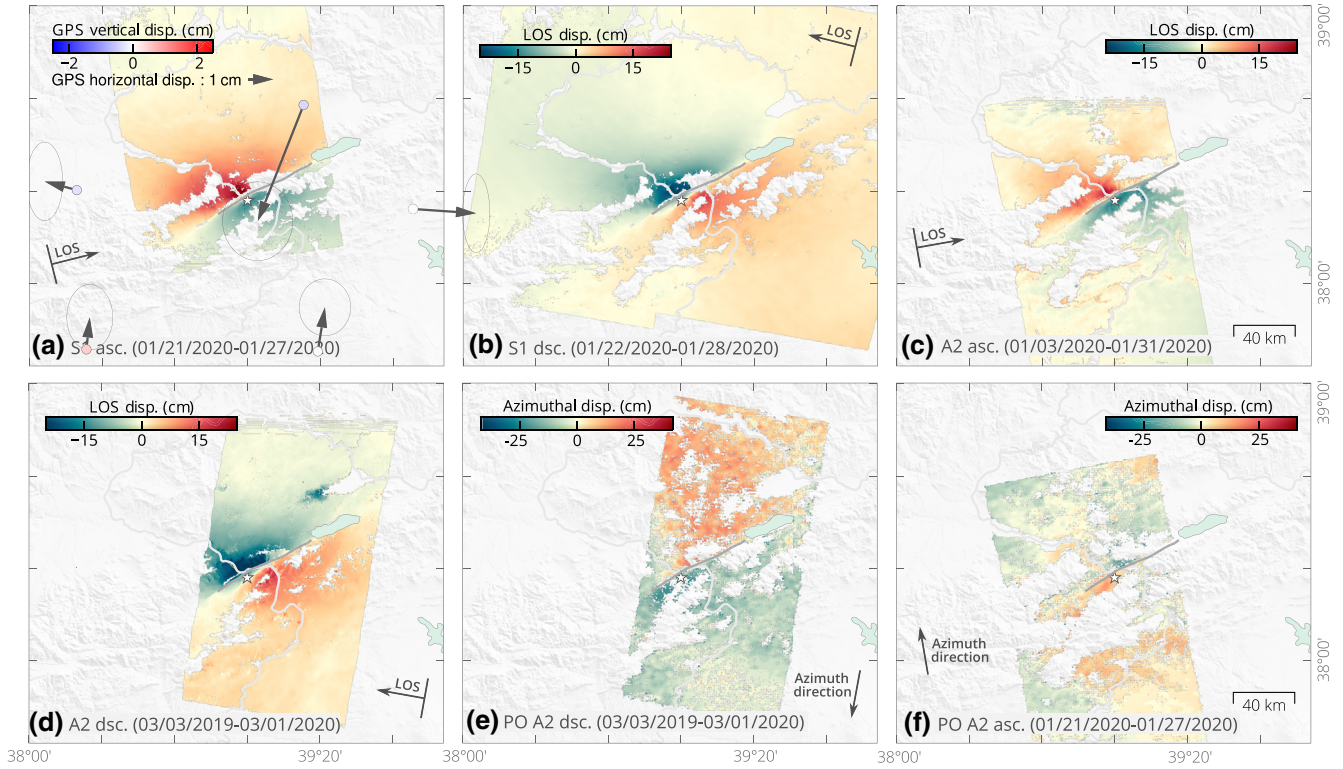 GPS vertical disp. (cm)
−2 0 2
GPS horizontal disp. : 1 cm
LOS
(a) S1 asc. (01/21/2020-01/27/2020)
LOS disp. (cm)
−15 0 15
LOS
(b) S1 dsc. (01/22/2020-01/28/2020)
LOS disp. (cm)
−15 0 15
LOS
(c) A2 asc. (01/03/2020-01/31/2020)
40 km
39°00'
38°00'
LOS disp. (cm)
−15 0 15
LOS
(d) A2 dsc. (03/03/2019-03/01/2020)
Azimuthal disp. (cm)
−25 0 25
Azimuth
direction
(e) PO A2 dsc. (03/03/2019-03/01/2020)
Azimuthal disp. (cm)
−25 0 25
Azimuth
direction
(f) PO A2 asc. (01/21/2020-01/27/2020)
40 km
39°00'
38°00'
38°00' 39°20' 39°20' 39°20'